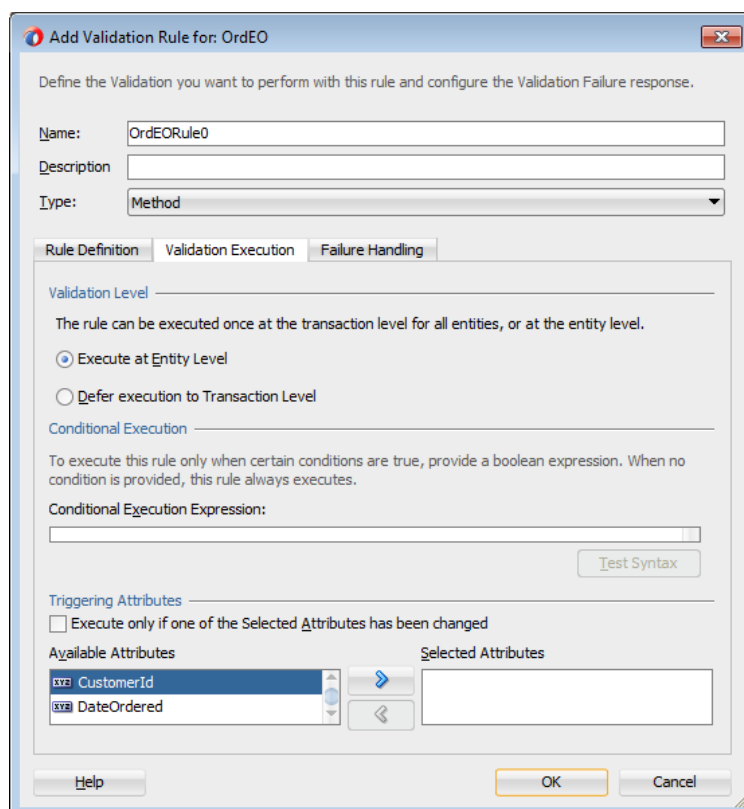 Add Validation Rule for: OrdEO
Define the Validation you want to perform with this rule and configure the Validation Failure response.
Name: OrdEORule0
Description
Type: Method
Rule Definition Validation Execution Failure Handling
Validation Level
The rule can be executed once at the transaction level for all entities, or at the entity level.
Execute at Entity Level
Defer execution to Transaction Level
Conditional Execution
To execute this rule only when certain conditions are true, provide a boolean expression. When no
condition is provided, this rule always executes.
Conditional Execution Expression:
Test Syntax
Triggering Attributes
Execute only if one of the Selected Attributes has been changed
Available Attributes Selected Attributes
XYZ CustomerId
XYZ DateOrdered
Help OK Cancel